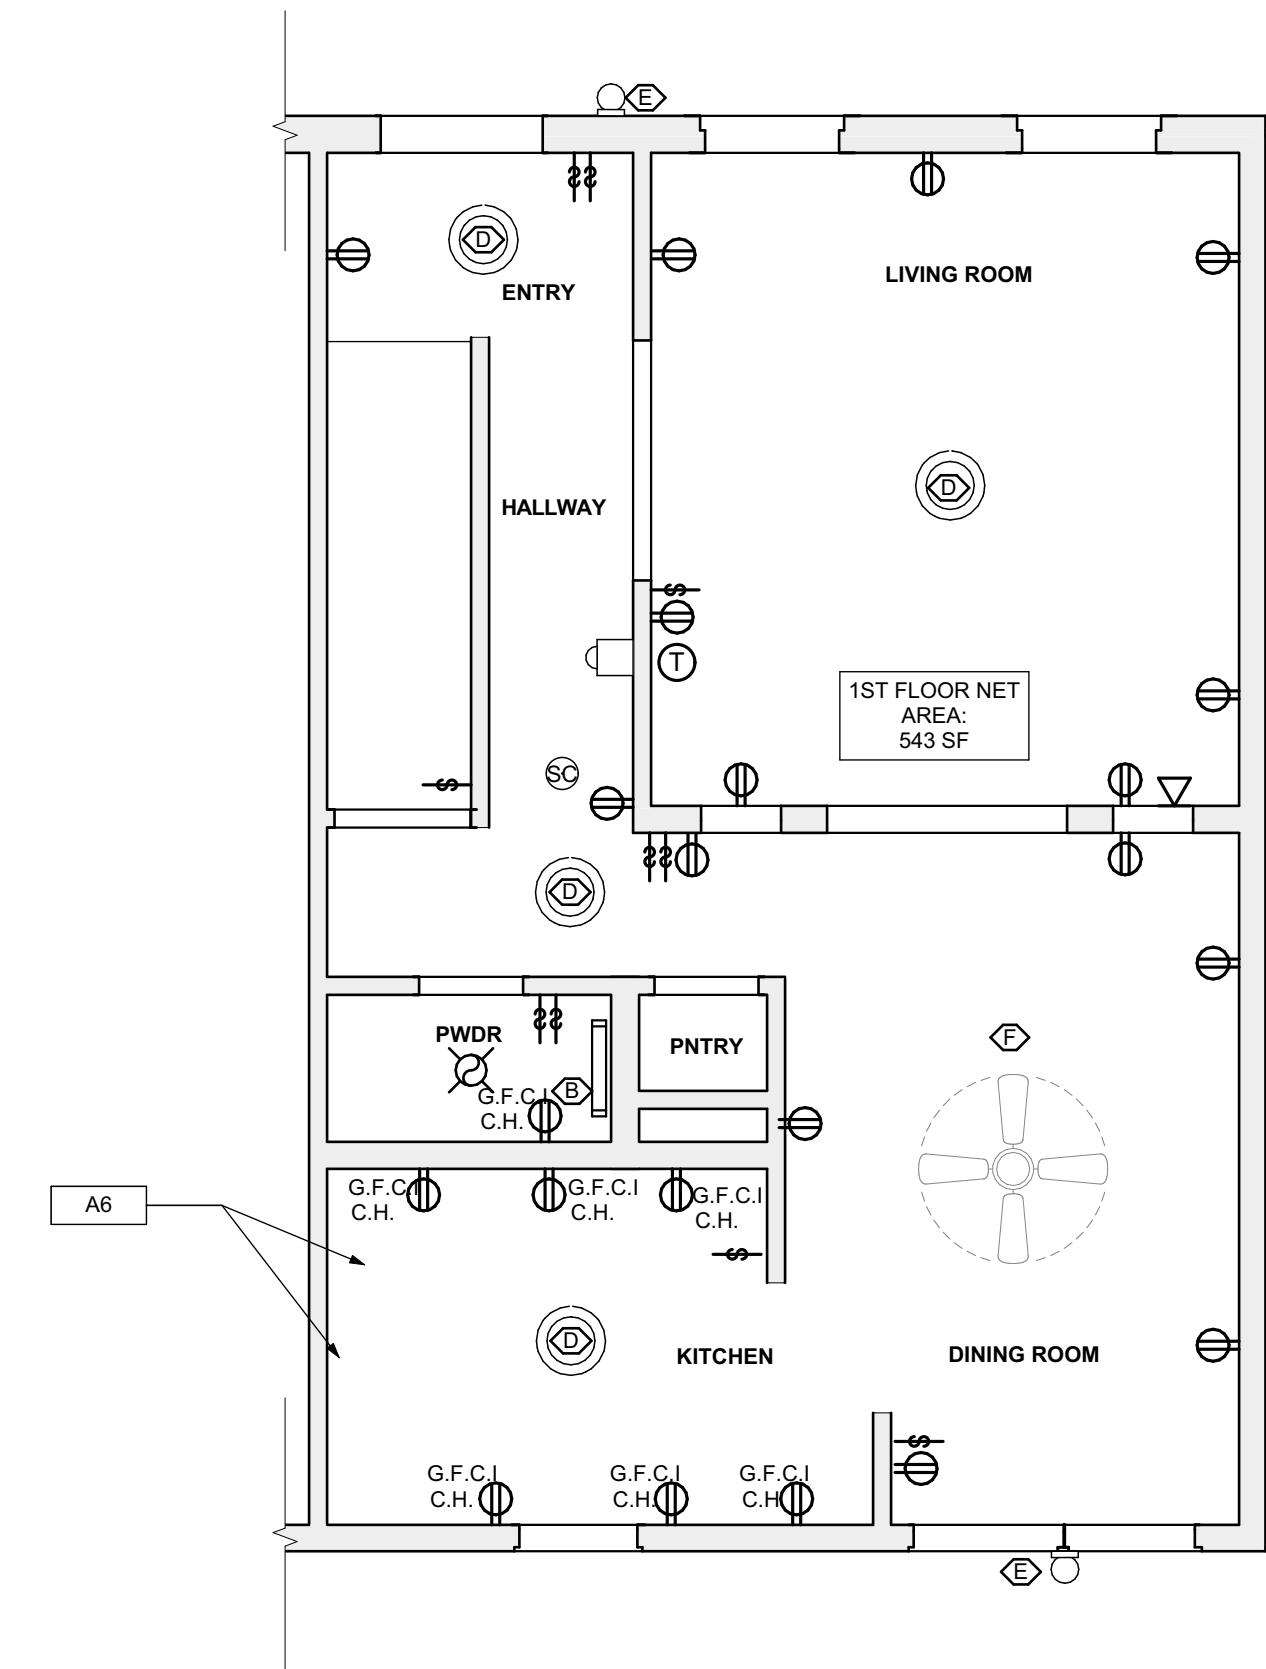 E
D
ENTRY
LIVING ROOM
D
HALLWAY
T
1ST FLOOR NET
AREA:
543 SF
SC
D
PWDR
PNTRY
F
B
G.F.C.I
C.H.
A6
G.F.C.I
C.H.
G.F.C.I
C.H.
G.F.C.I
C.H.
D
KITCHEN
DINING ROOM
G.F.C.I
C.H.
G.F.C.I
C.H.
G.F.C.I
C.H
E